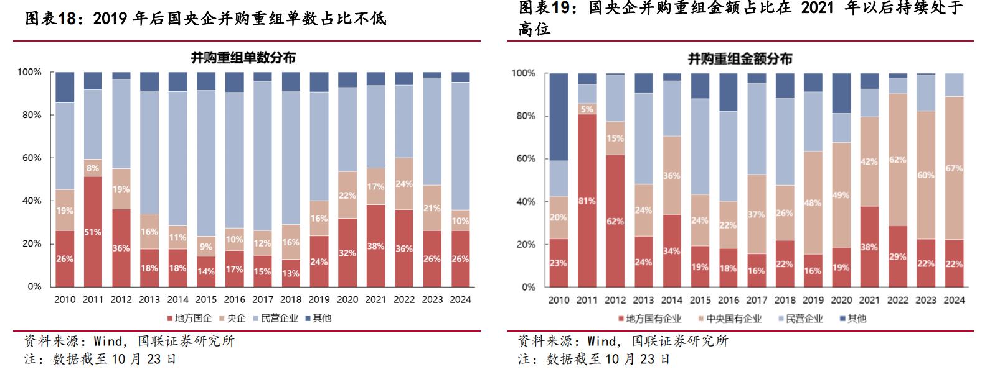 图表18：2019 年后国央企并购重组单数占比不低
并购重组单数分布
100%
80%
60%
40%
20%
0%
26% 51% 36% 18% 18% 14% 17% 15% 13% 24% 32% 38% 36% 26% 26%
19% 8% 19% 16% 11% 9% 10% 12% 16% 16% 22% 17% 24% 21% 10%
2010 2011 2012 2013 2014 2015 2016 2017 2018 2019 2020 2021 2022 2023 2024
地方国企 央企 民营企业 其他
资料来源：Wind，国联证券研究所
注：数据截至10 月 23 日
图表19：国央企并购重组金额占比在 2021 年以后持续处于
高位
并购重组金额分布
100%
80%
60%
40%
20%
0%
23% 81% 62% 24% 34% 19% 18% 16% 22% 16% 19% 38% 29% 22% 22%
20% 5% 15% 24% 36% 24% 22% 37% 26% 48% 49% 42% 62% 60% 67%
2010 2011 2012 2013 2014 2015 2016 2017 2018 2019 2020 2021 2022 2023 2024
地方国有企业 中央国有企业 民营企业 其他
资料来源：Wind，国联证券研究所
注：数据截至10 月 23 日